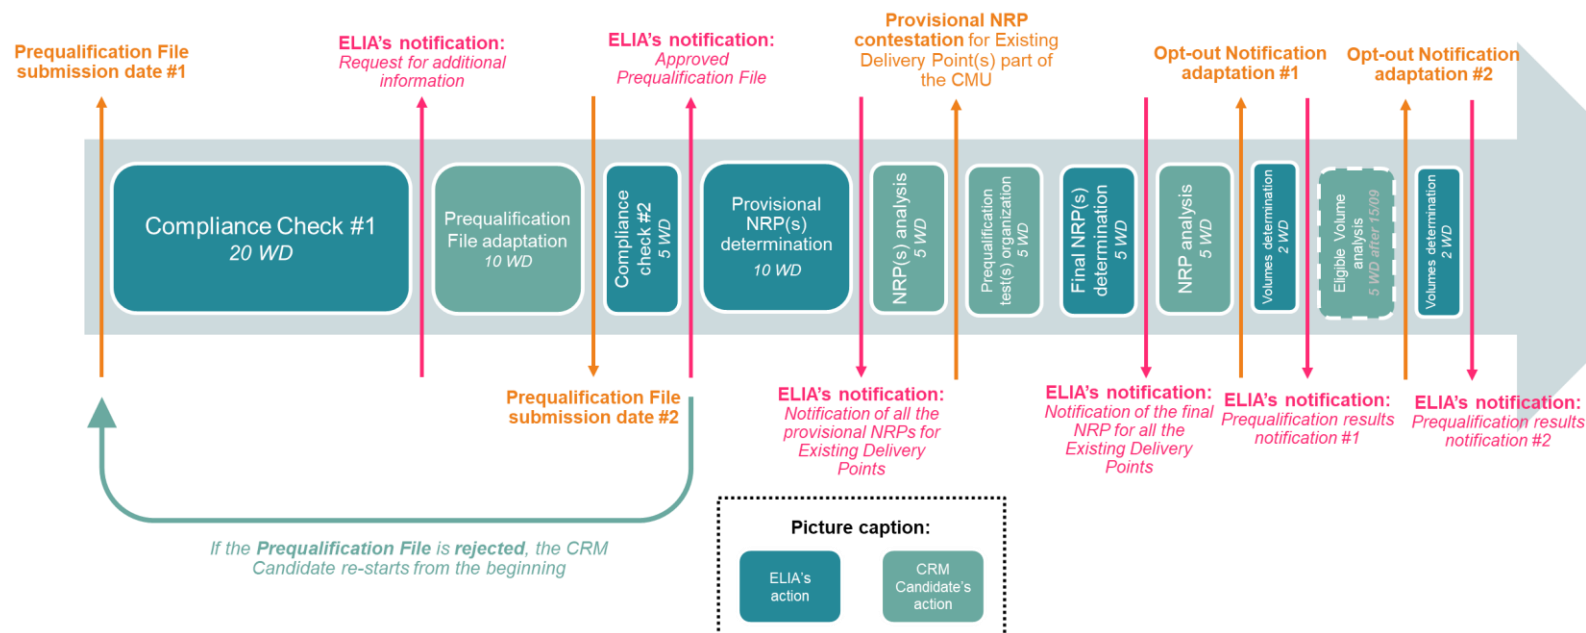 Prequalification File
submission date #1
ELIA's notification:
Request for additional
information
ELIA's notification:
Approved
Prequalification File
Provisional NRP
contestation for Existing
Delivery Point(s) part of
the CMU
Opt-out Notification
adaptation #1
Opt-out Notification
adaptation #2
Compliance Check #1
20 WD
Prequalification
File adaptation
10 WD
Compliance
check #2
5 WD
Provisional
NRP(s)
determination
10 WD
NRP(s) analysis
5 WD
Prequalification
test(s) organization
5 WD
Final NRP(s)
determination
5 WD
NRP analysis
5 WD
Volumes determination
2 WD
Eligible Volume
analysis
5 WD after 15/09
Volumes determination
2 WD
Prequalification File
submission date #2
ELIA's notification:
Notification of all the
provisional NRPs for
Existing Delivery
Points
ELIA's notification:
Notification of the final
NRP for all the
Existing Delivery
Points
ELIA's notification:
Prequalification results
notification #1
ELIA's notification:
Prequalification results
notification #2
If the Prequalification File is rejected, the CRM
Candidate re-starts from the beginning
Picture caption:
ELIA's
action
CRM
Candidate's
action